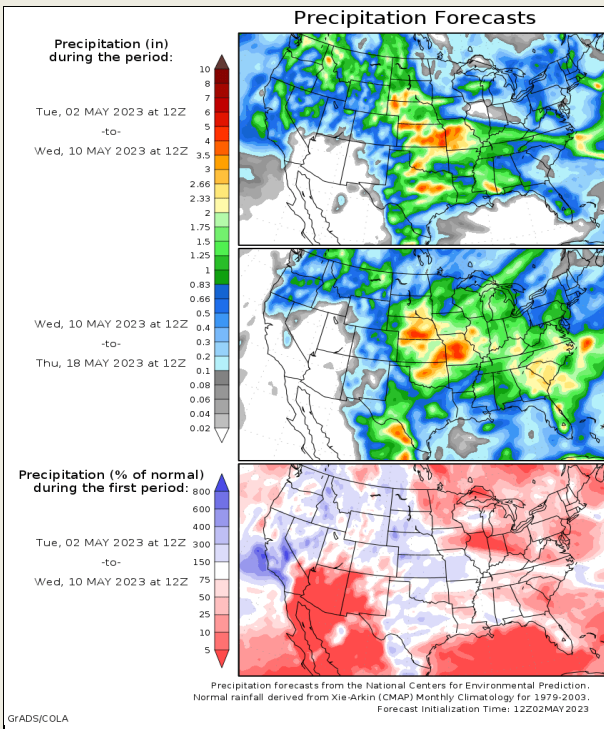 Precipitation Forecasts
Precipitation (in)
during the period:
Tue, 02 MAY 2023 at 12Z
-to-
Wed, 10 MAY 2023 at 12Z
10
8
7
6
5
4
3.5
3
2.66
2.33
2
1.75
1.5
1.25
1
0.83
0.66
0.5
0.4
0.3
0.2
0.1
0.08
0.06
0.04
0.02
Wed, 10 MAY 2023 at 12Z
-to-
Thu, 18 MAY 2023 at 12Z
Precipitation (% of normal)
during the first period:
Tue, 02 MAY 2023 at 12Z
-to-
Wed, 10 MAY 2023 at 12Z
800
600
400
300
150
75
50
25
10
5
Precipitation forecasts from the National Centers for Environmental Prediction.
Normal rainfall derived from Xie-Arkin (CMAP) Monthly Climatology for 1979-2003.
Forecast Initialization Time: 12Z02MAY2023
GrADS/COLA